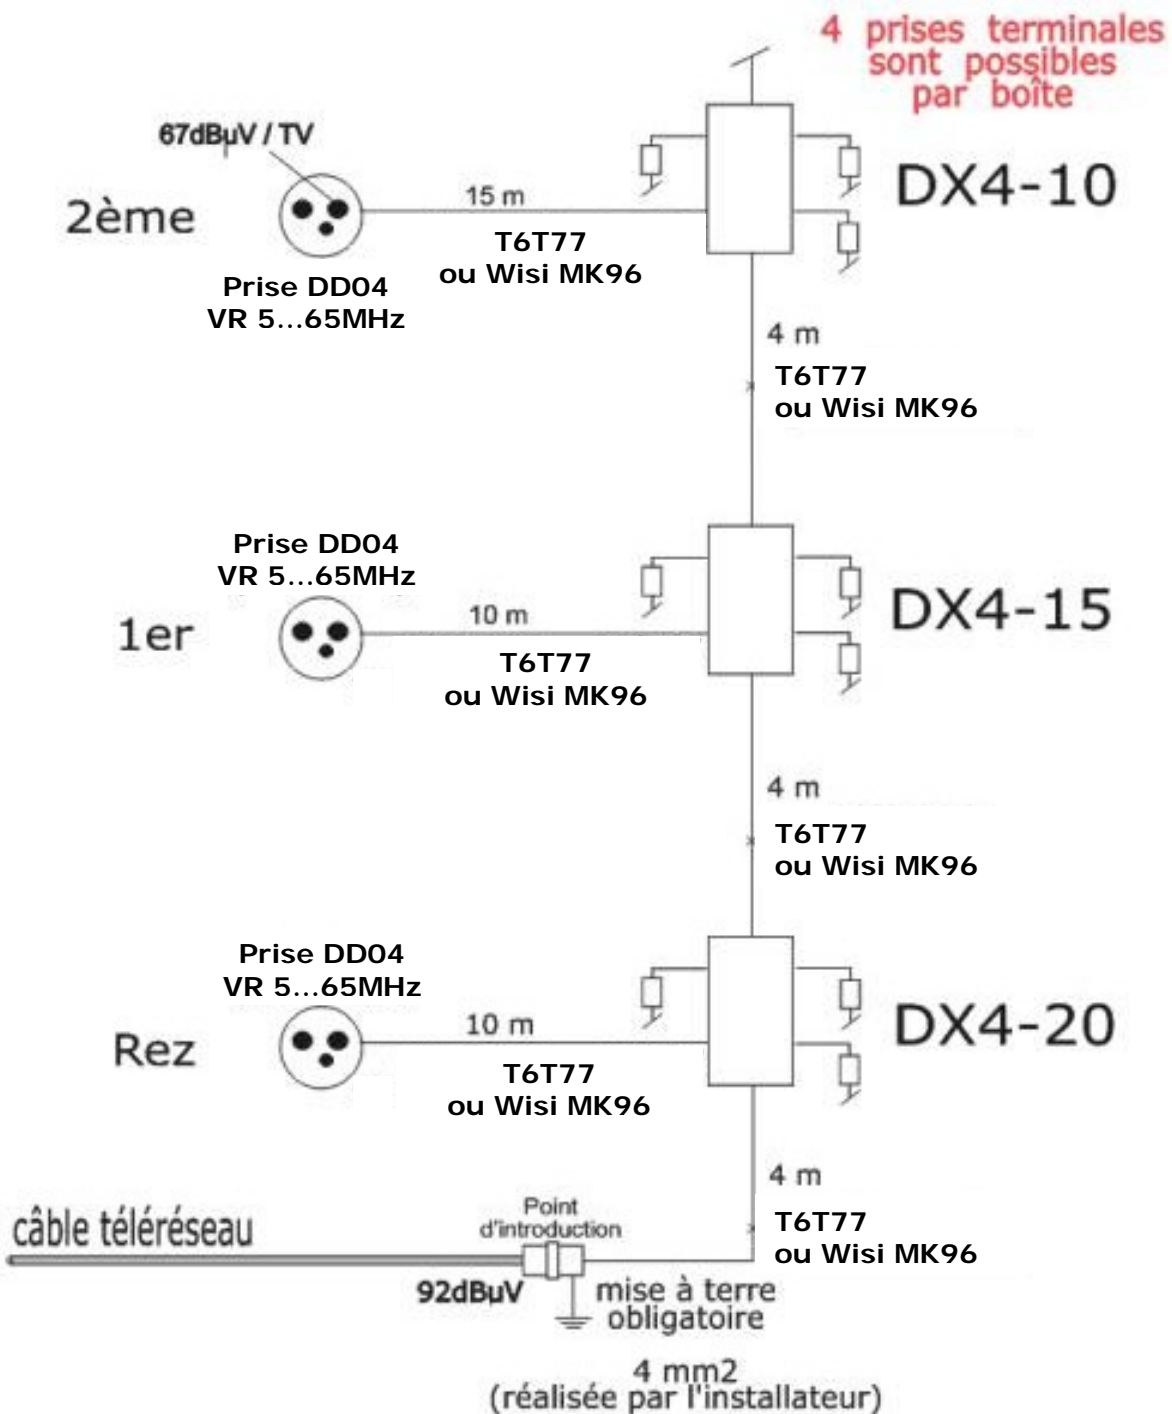 4 prises terminales
sont possibles
par boîte
67dBµV / TV
2ème
15 m
DX4-10
T6T77
ou Wisi MK96
Prise DD04
VR 5...65MHz
4 m
T6T77
ou Wisi MK96
Prise DD04
VR 5...65MHz
1er
10 m
DX4-15
T6T77
ou Wisi MK96
4 m
T6T77
ou Wisi MK96
Prise DD04
VR 5...65MHz
Rez
10 m
DX4-20
T6T77
ou Wisi MK96
4 m
T6T77
ou Wisi MK96
câble téléréseau
Point
d'introduction
92dBµV
mise à terre
obligatoire
4 mm2
(réalisée par l'installateur)